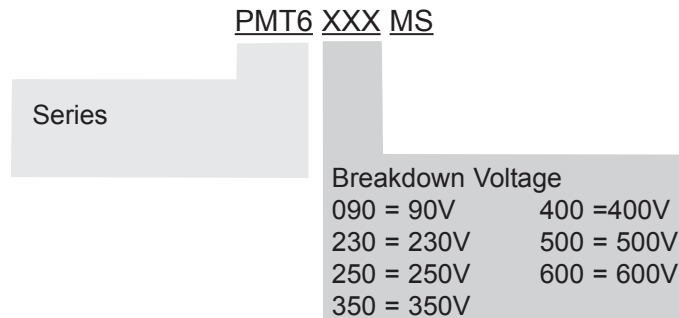 PMT6 XXX MS
Series
Breakdown Voltage
090 = 90V 400 =400V
230 = 230V 500 = 500V
250 = 250V 600 = 600V
350 = 350V